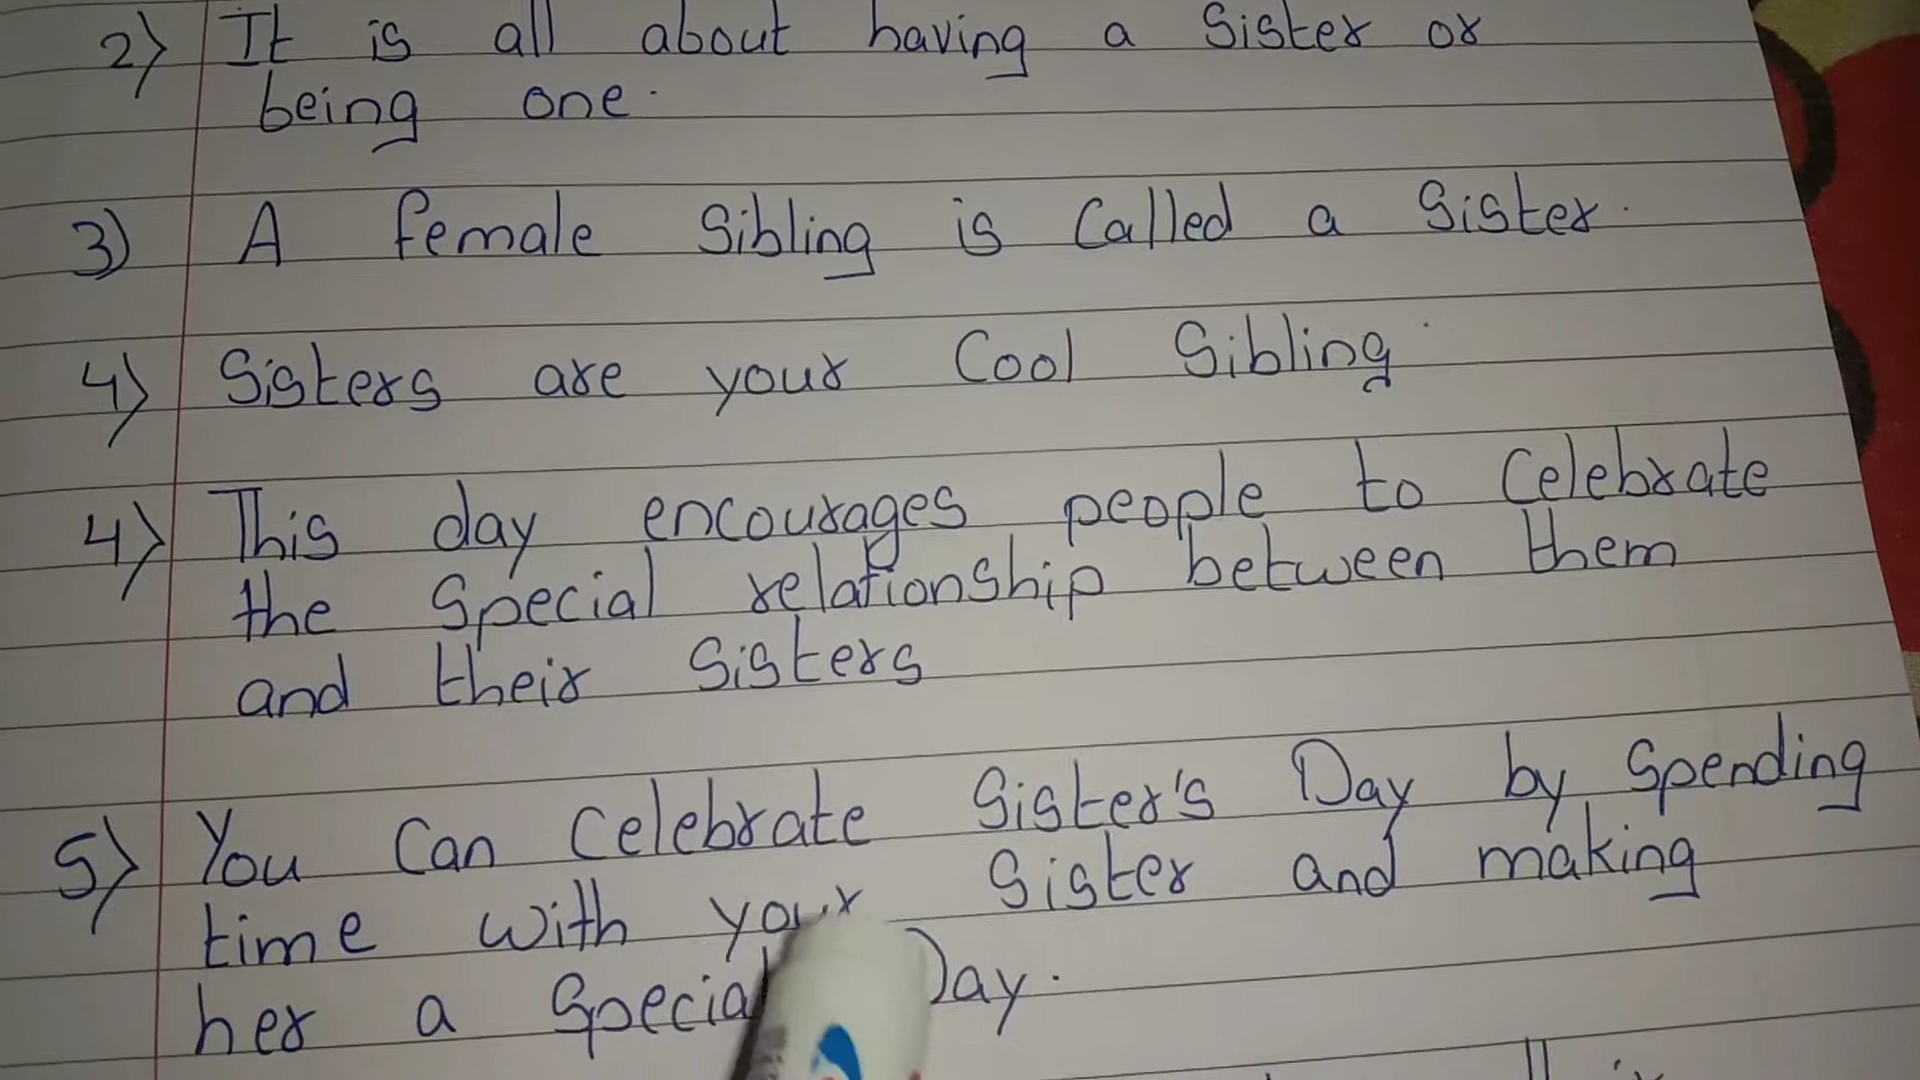 2) It is all about having a Sister or
being one.
3) A female Sibling is Called a Sister.
4) Sisters are your Cool Sibling.
4) This day encourages people to Celebrate
the Special relationship between them
and their Sisters
5) You Can Celebrate Sister's Day by Spending
time with your Sister and making
her a Special Day.